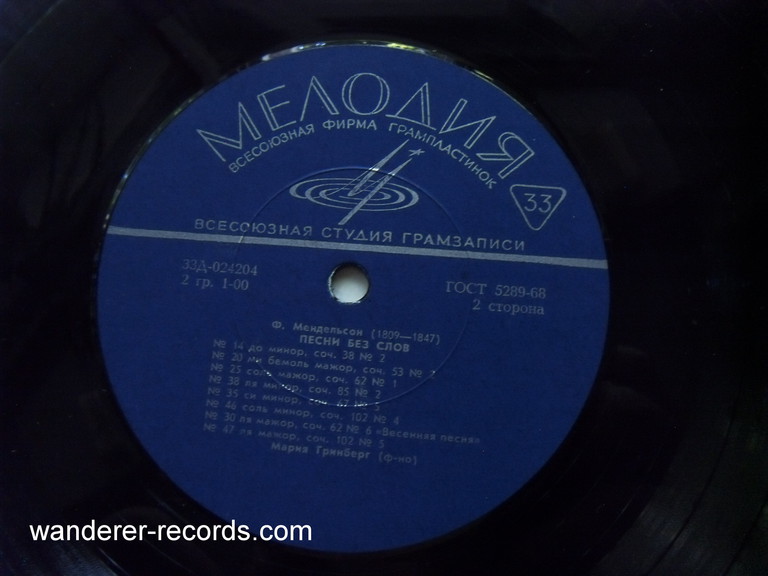 МЕЛОДИЯ
ВСЕСОЮЗНАЯ ФИРМА ГРАМПЛАСТИНОК
33
ВСЕСОЮЗНАЯ СТУДИЯ ГРАМЗАПИСИ
33Д-024204
2 гр. 1-00
ГОСТ 5289-68
2 сторона
Ф. Мендельсон (1809—1847)
ПЕСНИ БЕЗ СЛОВ
№ 14 до минор, соч. 38 № 2
№ 20 ми бемоль мажор, соч. 53 №
№ 25 соль мажор, соч. 62 № 1
№ 38 ля минор, соч. 85 № 2
№ 35 си минор, соч. 67 №
№ 46 соль минор, соч. 102 № 4
№ 30 ля мажор, соч. 62 № 6 «Весенняя песня»
№ 47 ля мажор, соч. 102 № 5
Мария Гринберг (ф-но)
wanderer-records.com